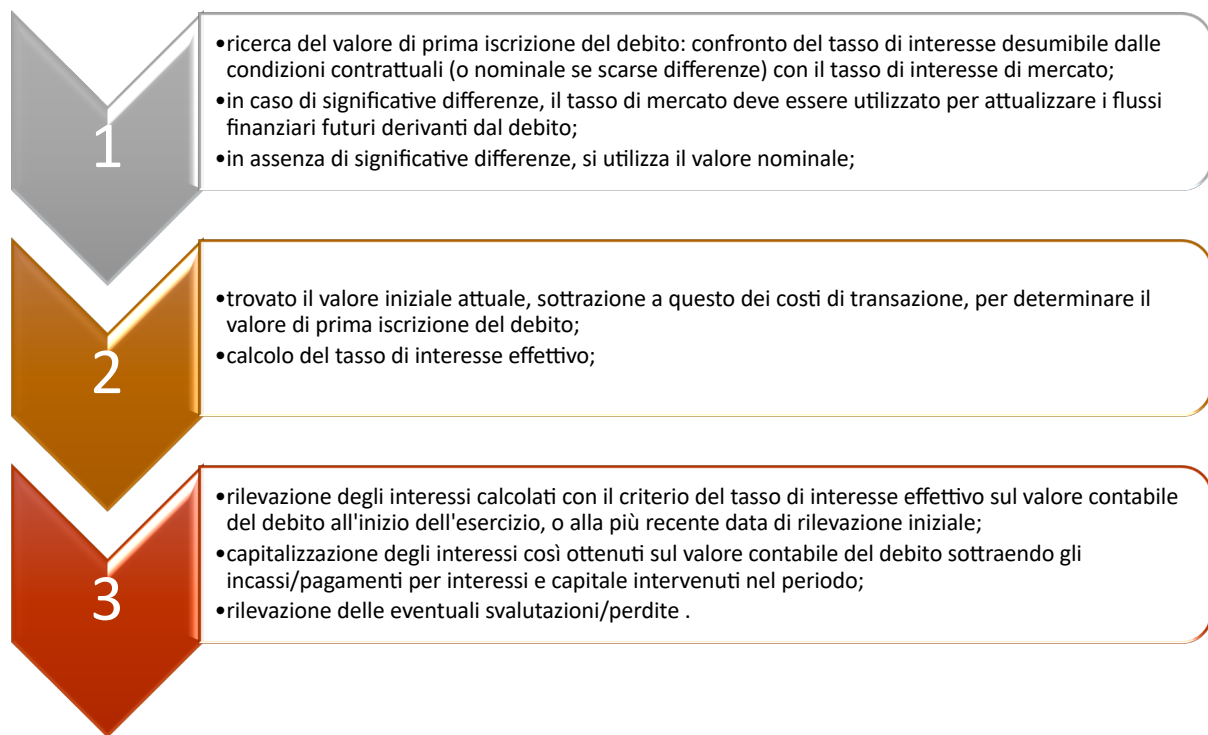 1
•ricerca del valore di prima iscrizione del debito: confronto del tasso di interesse desumibile dalle
condizioni contrattuali (o nominale se scarse differenze) con il tasso di interesse di mercato;
•in caso di significative differenze, il tasso di mercato deve essere utilizzato per attualizzare i flussi
finanziari futuri derivanti dal debito;
•in assenza di significative differenze, si utilizza il valore nominale;
2
•trovato il valore iniziale attuale, sottrazione a questo dei costi di transazione, per determinare il
valore di prima iscrizione del debito;
•calcolo del tasso di interesse effettivo;
3
•rilevazione degli interessi calcolati con il criterio del tasso di interesse effettivo sul valore contabile
del debito all'inizio dell'esercizio, o alla più recente data di rilevazione iniziale;
•capitalizzazione degli interessi così ottenuti sul valore contabile del debito sottraendo gli
incassi/pagamenti per interessi e capitale intervenuti nel periodo;
•rilevazione delle eventuali svalutazioni/perdite .